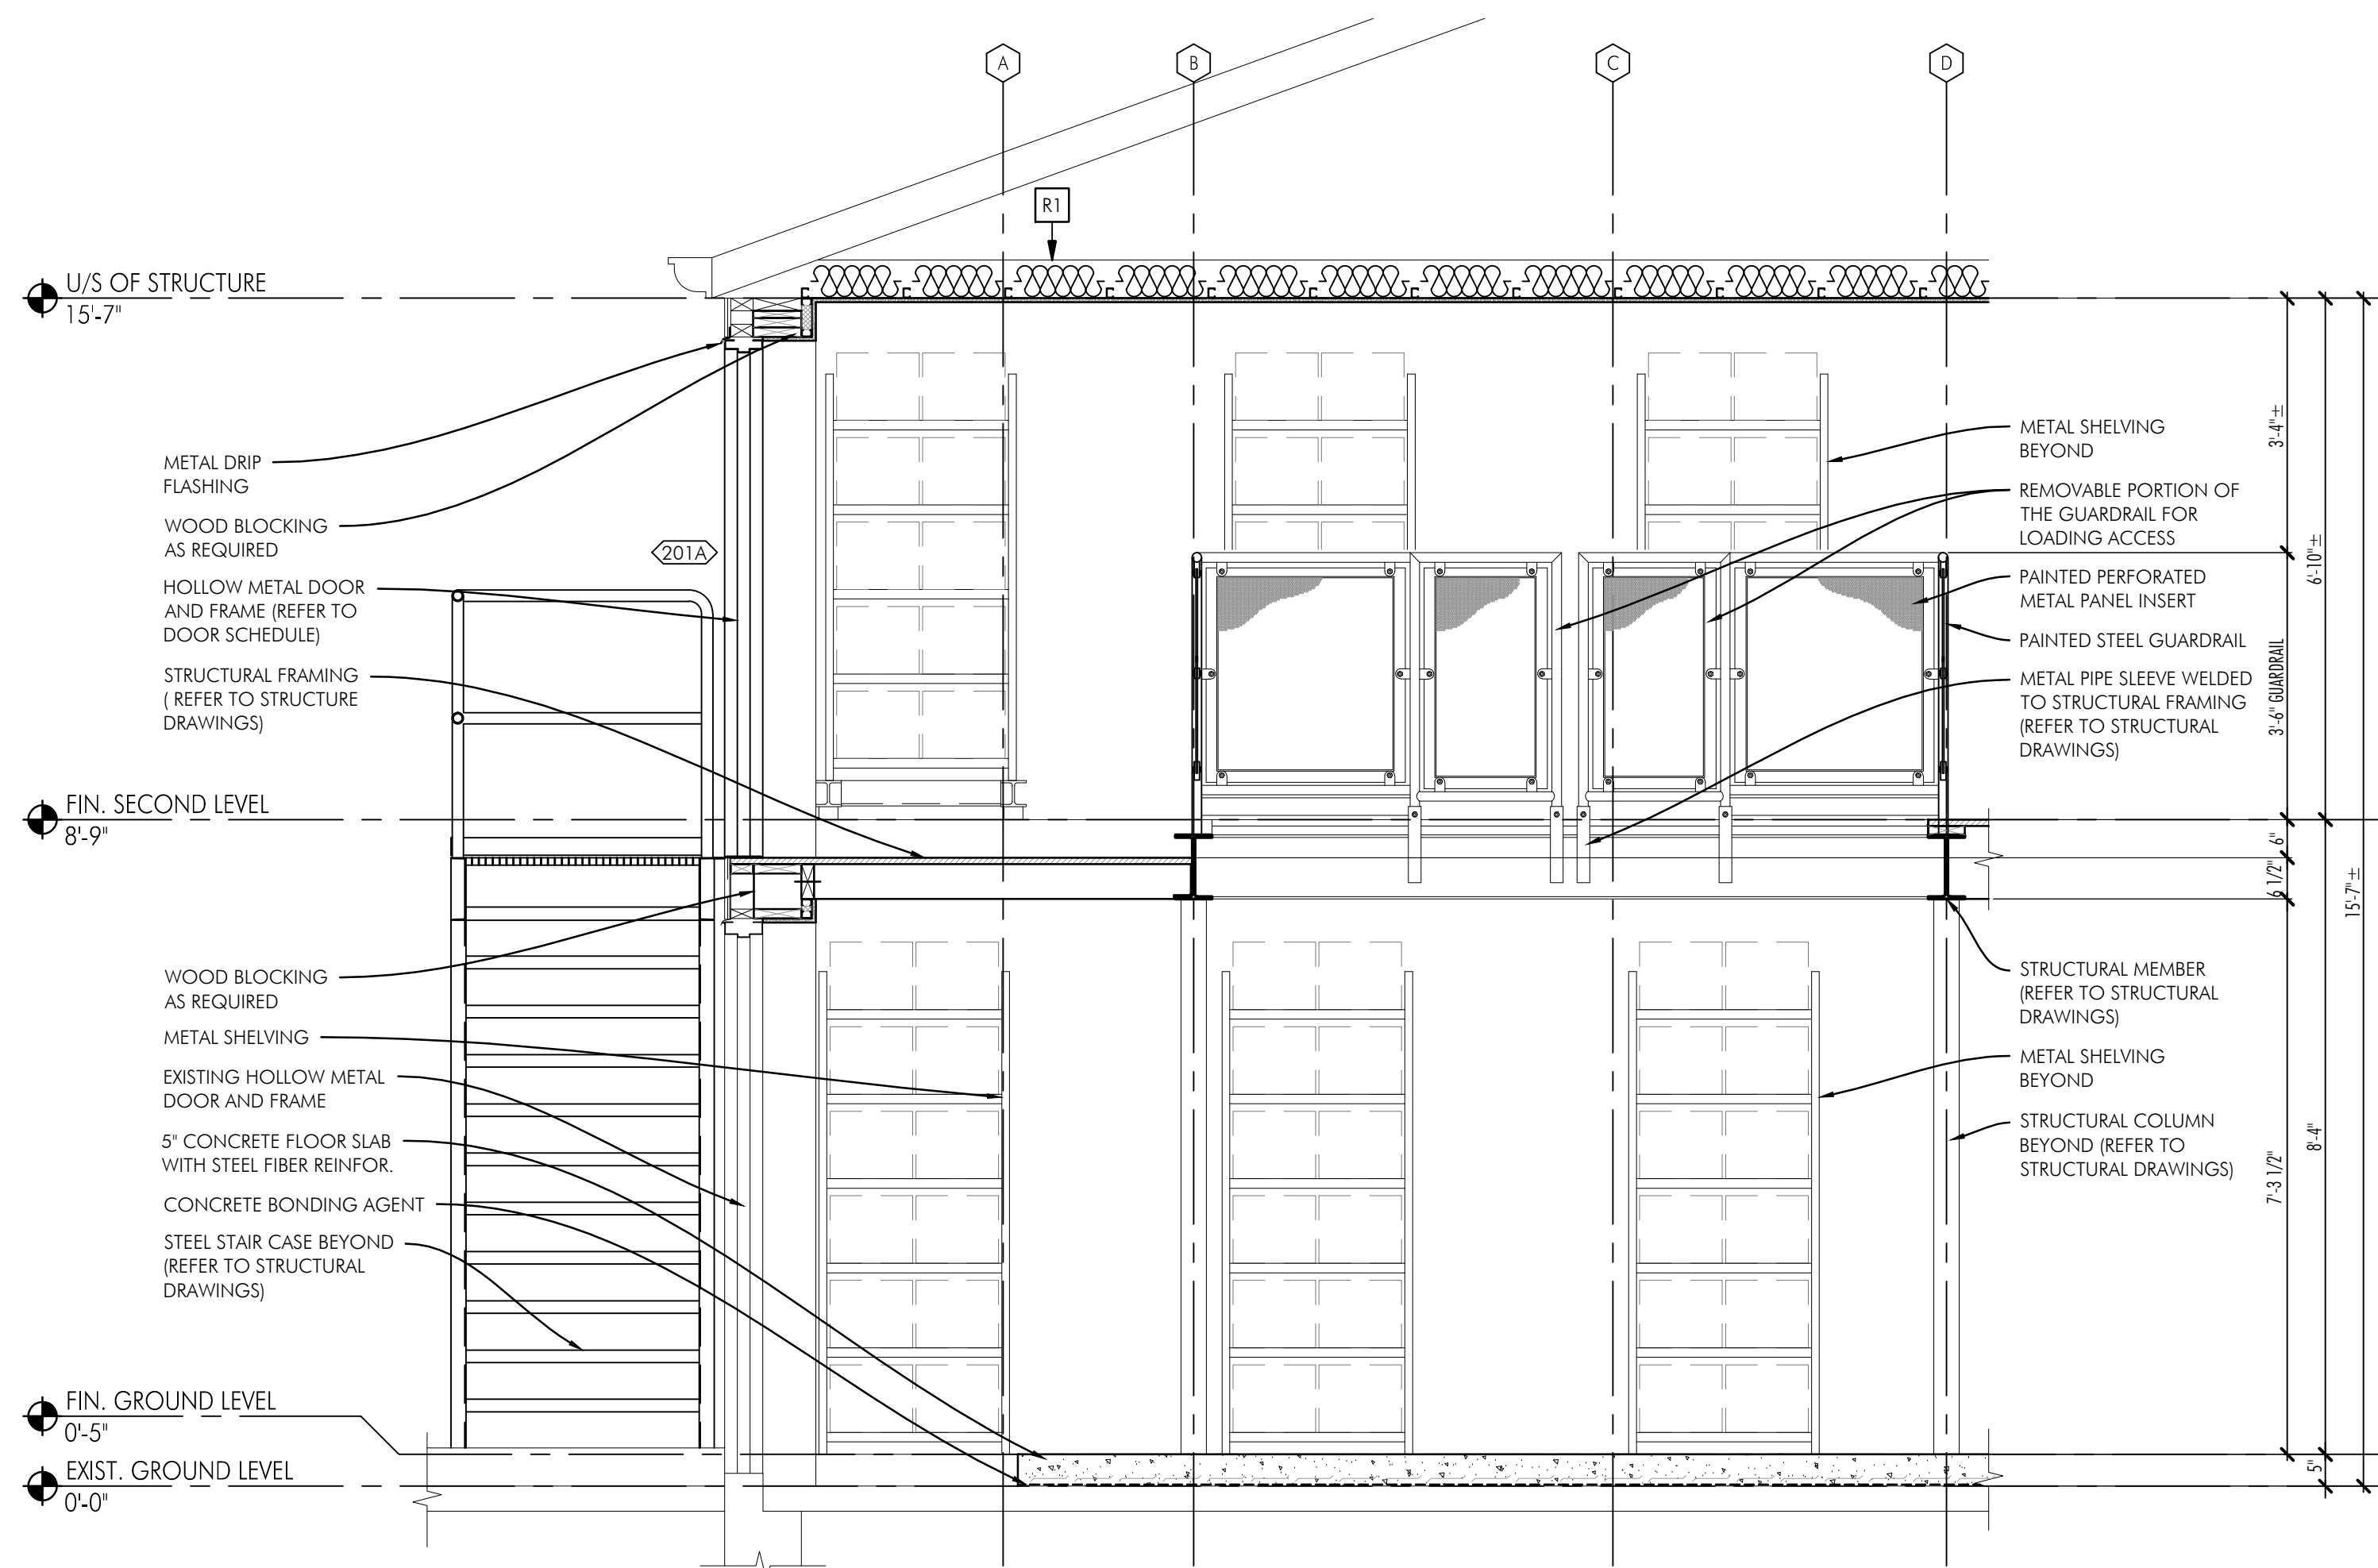 A
B
C
D
R1
U/S OF STRUCTURE
15'-7"
METAL DRIP
FLASHING
WOOD BLOCKING
AS REQUIRED
201A
HOLLOW METAL DOOR
AND FRAME (REFER TO
DOOR SCHEDULE)
STRUCTURAL FRAMING
( REFER TO STRUCTURE
DRAWINGS)
FIN. SECOND LEVEL
8'-9"
WOOD BLOCKING
AS REQUIRED
METAL SHELVING
EXISTING HOLLOW METAL
DOOR AND FRAME
5" CONCRETE FLOOR SLAB
WITH STEEL FIBER REINFOR.
CONCRETE BONDING AGENT
STEEL STAIR CASE BEYOND
(REFER TO STRUCTURAL
DRAWINGS)
FIN. GROUND LEVEL
0'-5"
EXIST. GROUND LEVEL
0'-0"
METAL SHELVING
BEYOND
REMOVABLE PORTION OF
THE GUARDRAIL FOR
LOADING ACCESS
PAINTED PERFORATED
METAL PANEL INSERT
PAINTED STEEL GUARDRAIL
METAL PIPE SLEEVE WELDED
TO STRUCTURAL FRAMING
(REFER TO STRUCTURAL
DRAWINGS)
STRUCTURAL MEMBER
(REFER TO STRUCTURAL
DRAWINGS)
METAL SHELVING
BEYOND
STRUCTURAL COLUMN
BEYOND (REFER TO
STRUCTURAL DRAWINGS)
3'-4"±
3'-6" GUARDRAIL
6"
6 1/2"
7'-3 1/2"
6'-10"±
8'-4"
5"
15'-7"±